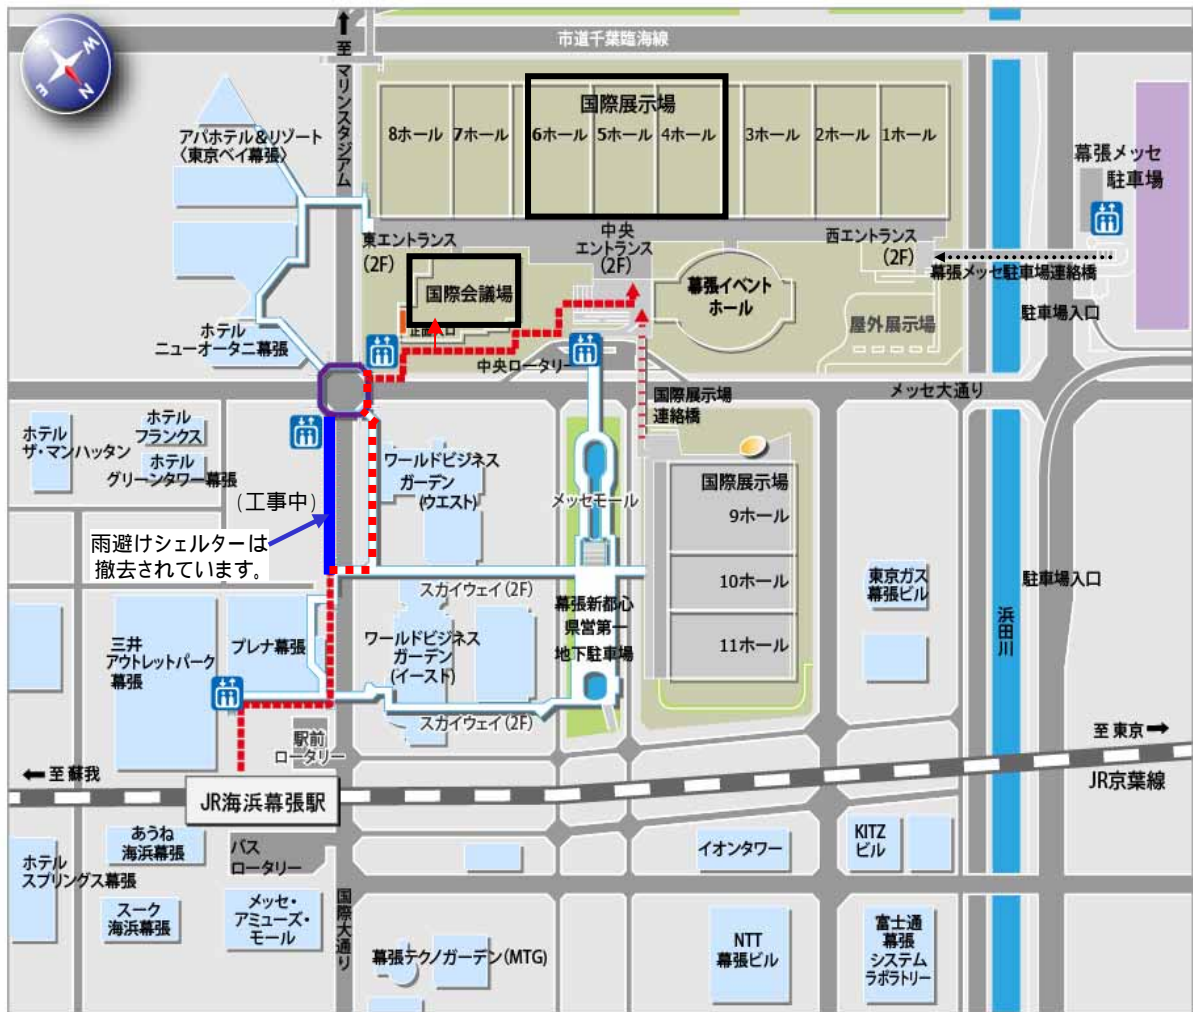 市道千葉臨海線
W
N
E
至
マリンスタジアム
国際展示場
8ホール
7ホール
6ホール
5ホール
4ホール
3ホール
2ホール
1ホール
アパホテル&リゾート
〈東京ベイ幕張〉
幕張メッセ
駐車場
東エントランス
(2F)
中央
エントランス
(2F)
西エントランス
(2F)
幕張メッセ駐車場連絡橋
国際会議場
幕張イベント
ホール
屋外展示場
駐車場入口
ホテル
ニューオータニ幕張
中央ロータリー
メッセ大通り
国際展示場
連絡橋
ホテル
ザ・マンハッタン
ホテル
フランクス
ホテル
グリーンタワー幕張
(工事中)
雨避けシェルターは
撤去されています。
ワールドビジネス
ガーデン
(ウエスト)
メッセモール
国際展示場
9ホール
10ホール
11ホール
スカイウェイ(2F)
幕張新都心
県営第一
地下駐車場
東京ガス
幕張ビル
駐車場入口
浜田川
三井
アウトレットパーク
幕張
プレナ幕張
ワールドビジネス
ガーデン
(イースト)
スカイウェイ(2F)
駅前
ロータリー
至 蘇我
至 東京
JR海浜幕張駅
JR京葉線
あうね
海浜幕張
バス
ロータリー
イオンタワー
KITZ
ビル
ホテル
スプリングス幕張
スーク
海浜幕張
メッセ・
アミューズ・
モール
国際大通り
幕張テクノガーデン(MTG)
NTT
幕張ビル
富士通
幕張
システム
ラボラトリー